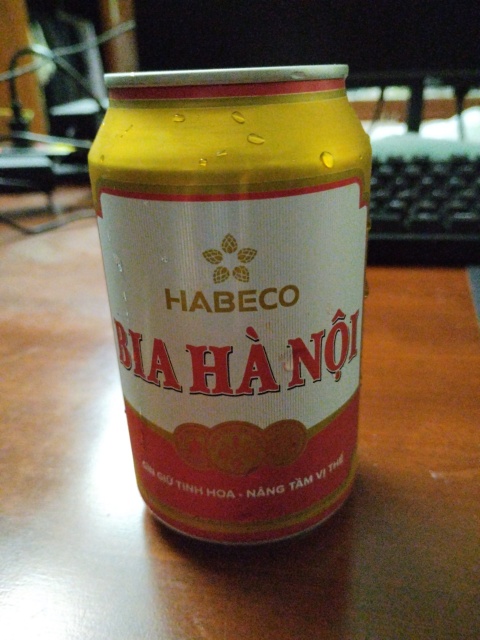 HABECO
BIA HÀ NỘI
GÌN GIỮ TINH HOA - NÂNG TẦM VỊ THẾ